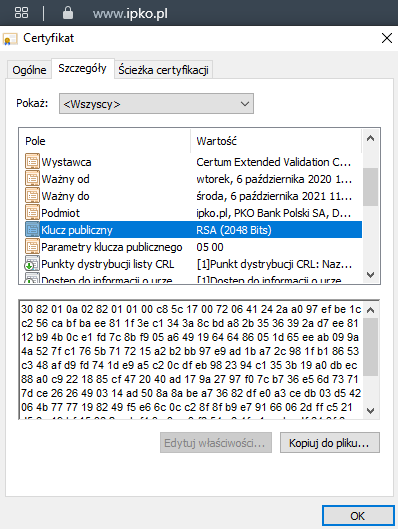 www.ipko.pl
Certyfikat
Ogólne Szczegóły Ścieżka certyfikacji
Pokaż: <Wszyscy>
Pole Wartość
Wystawca Certum Extended Validation C...
Ważny od wtorek, 6 października 2020 1...
Ważny do środa, 6 października 2021 11...
Podmiot ipko.pl, PKO Bank Polski SA, D...
Klucz publiczny RSA (2048 Bits)
Parametry klucza publicznego 05 00
Punkty dystrybucji listy CRL [1]Punkt dystrybucji CRL: Naz...
Dostęp do informacji o urzę [1]Dostęp do informacji o urzę
30 82 01 0a 02 82 01 01 00 c8 5c 17 00 72 06 41 24 2a a0 97 ef be 1c
c2 56 ca bf ba ee 81 1f 3e c1 34 3a 8c bd a8 2b 35 36 39 2a d7 ee 81
12 b9 4b 0c e1 fd 7c 8b f9 05 a6 49 19 64 64 86 05 1d 65 ee ab 09 9a
4a 52 7f c1 76 5b 71 72 15 a2 b2 bb 97 e9 ad 1b a7 2c 98 1f b1 86 53
c3 48 af d9 fd 74 1d e9 a5 c2 0c df eb 98 23 94 c1 35 3b 19 a0 db ec
88 a0 c9 22 18 85 cf 47 20 40 ad 17 9a 27 97 f0 7c b7 36 e5 6d 73 71
7d ce 26 26 49 03 14 ad 50 8a 8a be a7 36 82 df e0 a3 ce db 03 d5 42
06 4b 77 77 19 82 49 f5 e6 6c 0c c2 8f 8f b9 e7 91 66 06 2d ff c5 21
Edytuj właściwości... Kopiuj do pliku...
OK